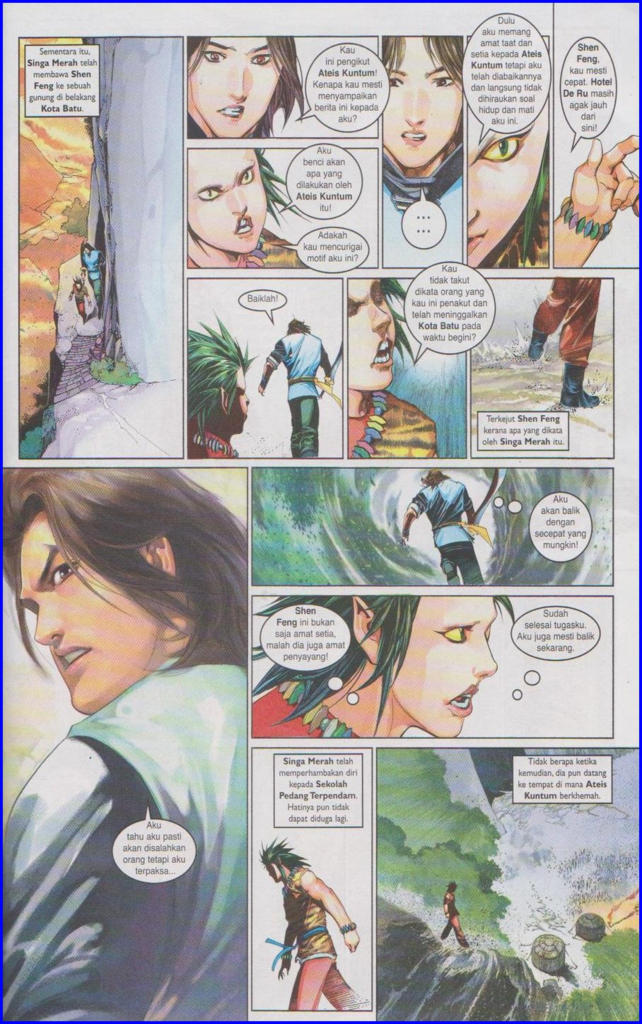 Sementara itu,
Singa Merah telah
membawa Shen
Feng ke sebuah
gunung di belakang
Kota Batu.
Kau
ini pengikut
Ateis Kuntum!
Kenapa kau mesti
menyampaikan
berita ini kepada
aku?
Aku
benci akan
apa yang
dilakukan oleh
Ateis Kuntum
itu!
Adakah
kau mencurigai
motif aku ini?
...
...
Dulu
aku memang
amat taat dan
setia kepada Ateis
Kuntum tetapi aku
telah diabaikannya
dan langsung tidak
dihiraukan soal
hidup dan mati
aku ini.
Shen
Feng,
kau mesti
cepat. Hotel
De Ru masih
agak jauh
dari
sini!
Baiklah!
Kau
tidak takut
dikata orang yang
kau ini penakut dan
telah meninggalkan
Kota Batu pada
waktu begini?
Terkejut Shen Feng
kerana apa yang dikata
oleh Singa Merah itu.
Aku
tahu aku pasti
akan disalahkan
orang tetapi aku
terpaksa...
Aku
akan balik
dengan
secepat yang
mungkin!
Shen
Feng ini bukan
saja amat setia,
malah dia juga amat
penyayang!
Sudah
selesai tugasku.
Aku juga mesti balik
sekarang.
Singa Merah telah
memperhambakan diri
kepada Sekolah
Pedang Terpendam.
Hatinya pun tidak
dapat diduga lagi.
Tidak berapa ketika
kemudian, dia pun datang
ke tempat di mana Ateis
Kuntum berkhemah.